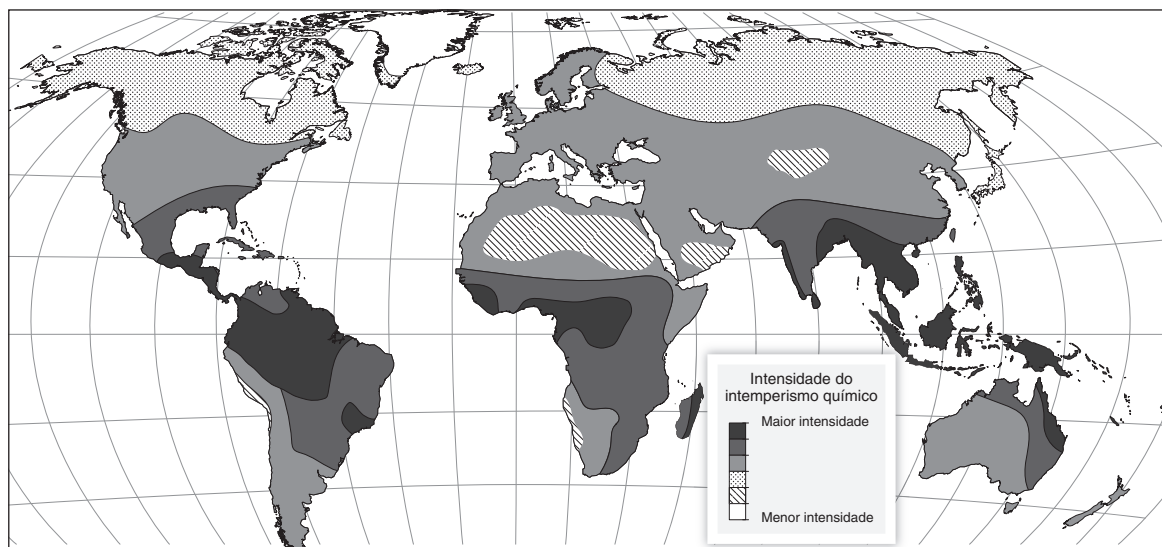 Intensidade do
intemperismo químico
Maior intensidade
Menor intensidade